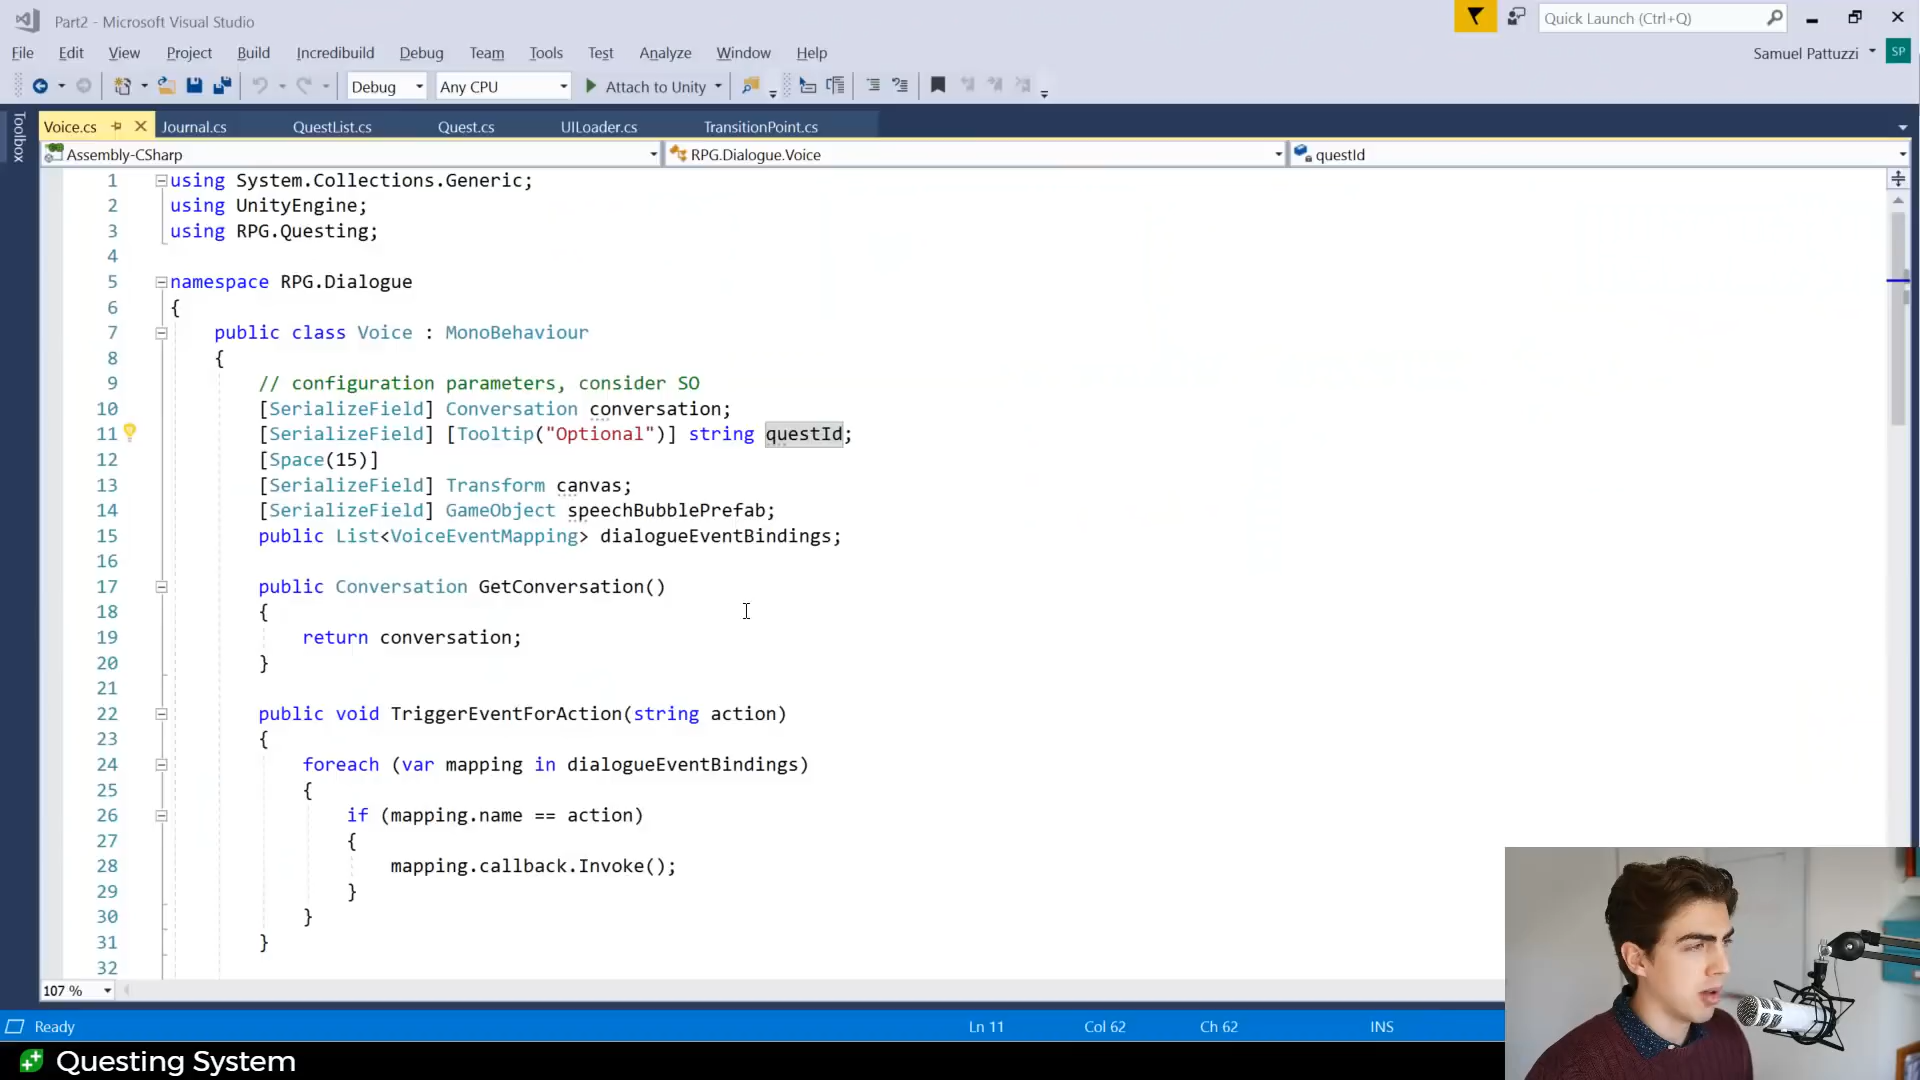 Part2 - Microsoft Visual Studio
Quick Launch (Ctrl+Q)
File Edit View Project Build Incredibuild Debug Team Tools Test Analyze Window Help
Samuel Pattuzzi SP
Debug Any CPU Attach to Unity
Toolbox
Voice.cs Journal.cs QuestList.cs Quest.cs UILoader.cs TransitionPoint.cs
Assembly-CSharp RPG.Dialogue.Voice questId
1 using System.Collections.Generic;
2 using UnityEngine;
3 using RPG.Questing;
4
5 namespace RPG.Dialogue
6 {
7 public class Voice : MonoBehaviour
8 {
9 // configuration parameters, consider SO
10 [SerializeField] Conversation conversation;
11 [SerializeField] [Tooltip("Optional")] string questId;
12 [Space(15)]
13 [SerializeField] Transform canvas;
14 [SerializeField] GameObject speechBubblePrefab;
15 public List<VoiceEventMapping> dialogueEventBindings;
16
17 public Conversation GetConversation()
18 {
19 return conversation;
20 }
21
22 public void TriggerEventForAction(string action)
23 {
24 foreach (var mapping in dialogueEventBindings)
25 {
26 if (mapping.name == action)
27 {
28 mapping.callback.Invoke();
29 }
30 }
31 }
32
107 %
Ready Ln 11 Col 62 Ch 62 INS
Questing System